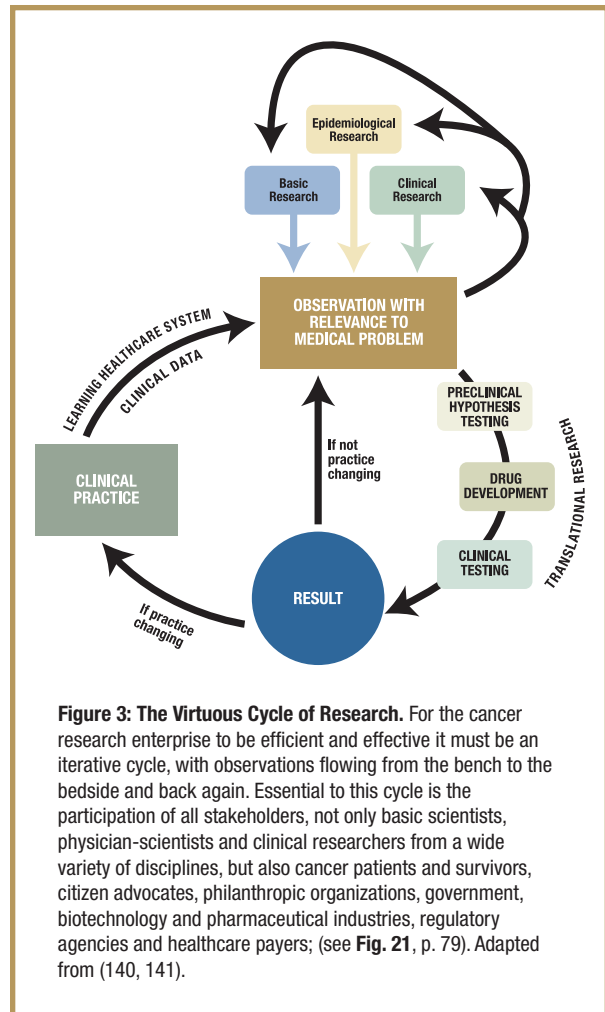 Epidemiological
Research
Basic
Research
Clinical
Research
OBSERVATION WITH
RELEVANCE TO
MEDICAL PROBLEM
LEARNING HEALTHCARE SYSTEM
CLINICAL DATA
PRECLINICAL
HYPOTHESIS
TESTING
DRUG
DEVELOPMENT
CLINICAL
TESTING
TRANSLATIONAL RESEARCH
If not
practice
changing
CLINICAL
PRACTICE
RESULT
If practice
changing
Figure 3: The Virtuous Cycle of Research. For the cancer
research enterprise to be efficient and effective it must be an
iterative cycle, with observations flowing from the bench to the
bedside and back again. Essential to this cycle is the
participation of all stakeholders, not only basic scientists,
physician-scientists and clinical researchers from a wide
variety of disciplines, but also cancer patients and survivors,
citizen advocates, philanthropic organizations, government,
biotechnology and pharmaceutical industries, regulatory
agencies and healthcare payers; (see Fig. 21, p. 79). Adapted
from (140, 141).